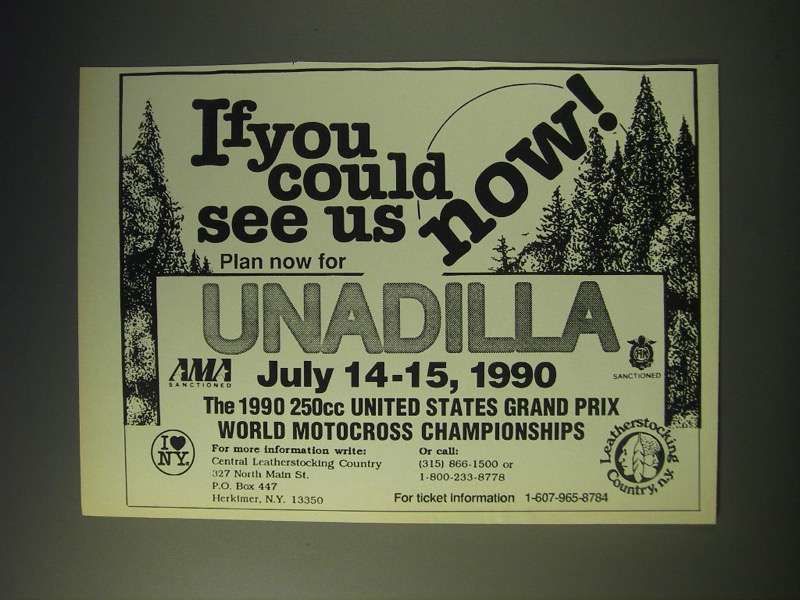 If you
could
see us
now!
Plan now for
UNADILLA
AMA
SANCTIONED
FIM
SANCTIONED
July 14-15, 1990
The 1990 250cc UNITED STATES GRAND PRIX
WORLD MOTOCROSS CHAMPIONSHIPS
I ♥
N.Y.
For more information write:
Central Leatherstocking Country
327 North Main St.
P.O. Box 447
Herkimer, N.Y. 13350
Or call:
(315) 866-1500 or
1-800-233-8778
For ticket information 1-607-965-8784
Leatherstocking
Country, n.y.